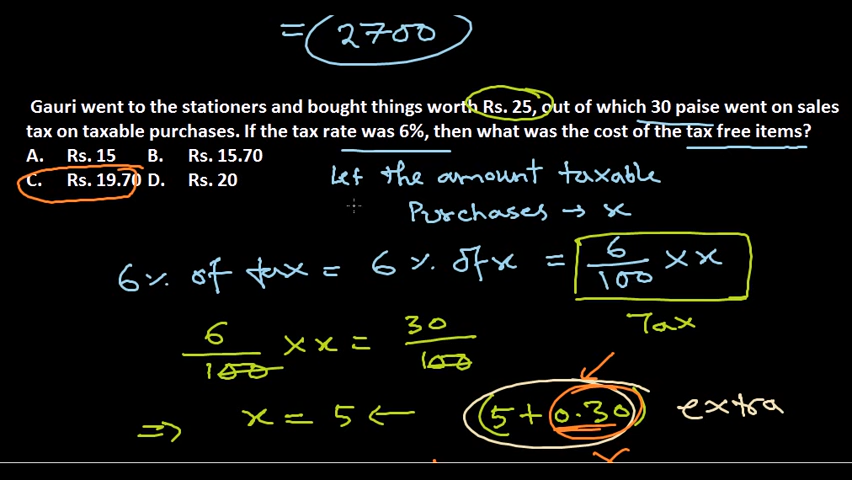 = 2700
Gauri went to the stationers and bought things worth Rs. 25, out of which 30 paise went on sales
tax on taxable purchases. If the tax rate was 6%, then what was the cost of the tax free items?
A. Rs. 15 B. Rs. 15.70
C. Rs. 19.70 D. Rs. 20
Let the amount taxable
Purchases → x
6% of tax = 6% of x = 6/100 × x
Tax
6/100 × x = 30/100
⇒ x = 5 ← (5 + 0.30) extra